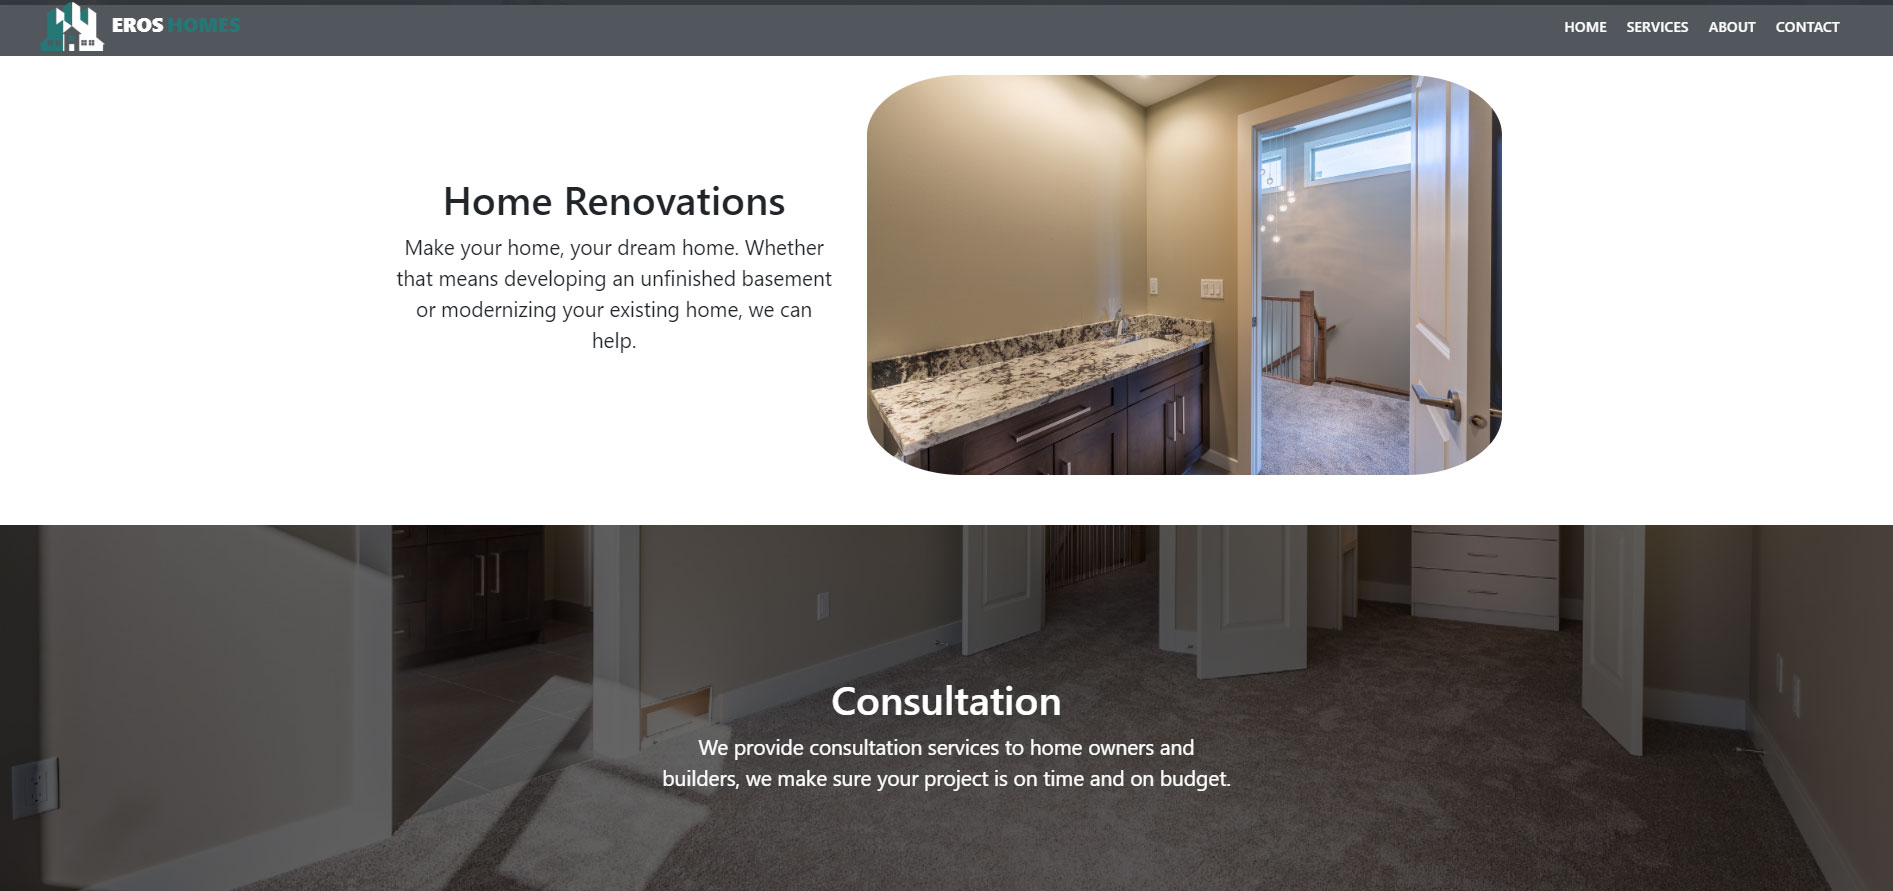 EROS HOMES
HOME SERVICES ABOUT CONTACT
Home Renovations
Make your home, your dream home. Whether
that means developing an unfinished basement
or modernizing your existing home, we can
help.
Consultation
We provide consultation services to home owners and
builders, we make sure your project is on time and on budget.